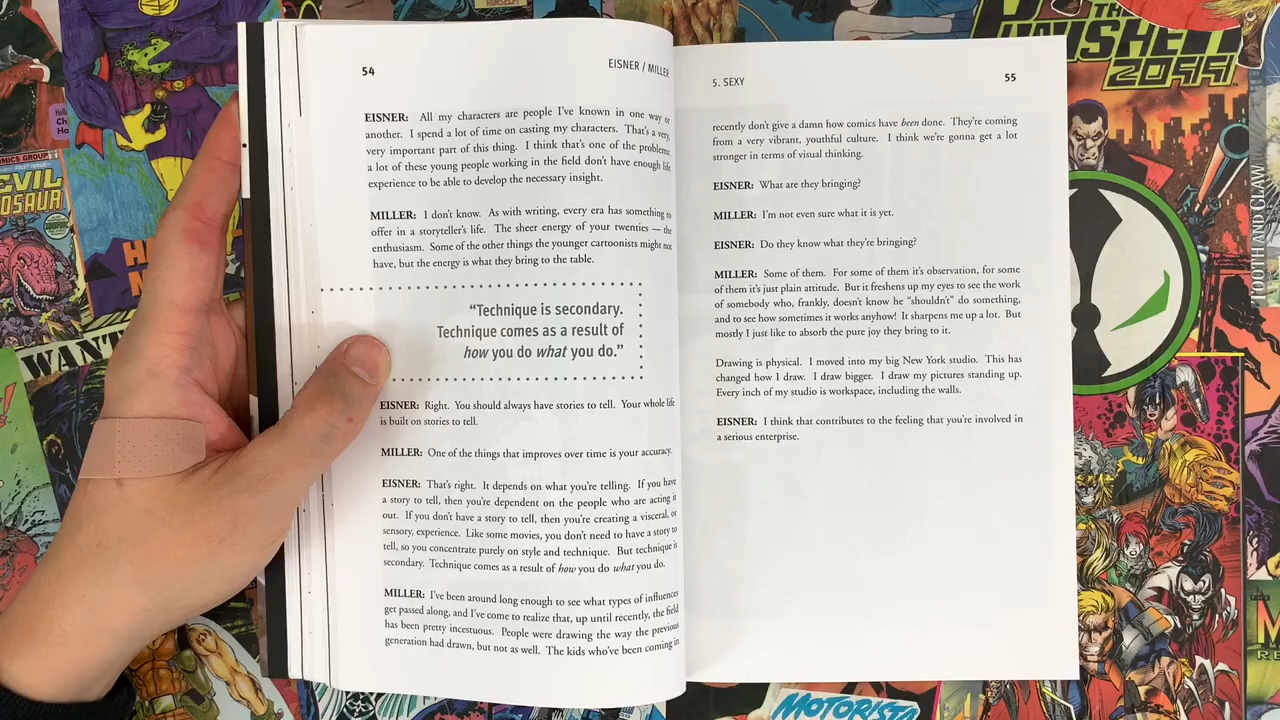 54
EISNER / MILLER
EISNER: All my characters are people I've known in one way or
another. I spend a lot of time on casting my characters. That's a very
very important part of this thing. I think that's one of the problems
a lot of these young people working in the field don't have enough life
experience to be able to develop the necessary insight.
MILLER: I don't know. As with writing, every era has something to
offer in a storyteller's life. The sheer energy of your twenties — the
enthusiasm. Some of the other things the younger cartoonists might not
have, but the energy is what they bring to the table.
“Technique is secondary.
Technique comes as a result of
how you do what you do.”
EISNER: Right. You should always have stories to tell. Your whole life
is built on stories to tell.
MILLER: One of the things that improves over time is your accuracy.
EISNER: That's right. It depends on what you're telling. If you have
a story to tell, then you're dependent on the people who are acting it
out. If you don't have a story to tell, then you're creating a visceral, or
sensory, experience. Like some movies, you don't need to have a story to
tell, so you concentrate purely on style and technique. But technique is
secondary. Technique comes as a result of how you do what you do.
MILLER: I've been around long enough to see what types of influences
get passed along, and I've come to realize that, up until recently, the field
has been pretty incestuous. People were drawing the way the previous
generation had drawn, but not as well. The kids who've been coming in
5. SEXY
55
recently don't give a damn how comics have been done. They're coming
from a very vibrant, youthful culture. I think we're gonna get a lot
stronger in terms of visual thinking.
EISNER: What are they bringing?
MILLER: I'm not even sure what it is yet.
EISNER: Do they know what they're bringing?
MILLER: Some of them. For some of them it's observation, for some
of them it's just plain attitude. But it freshens up my eyes to see the work
of somebody who, frankly, doesn't know he “shouldn't” do something,
and to see how sometimes it works anyhow! It sharpens me up a lot. But
mostly I just like to absorb the pure joy they bring to it.
Drawing is physical. I moved into my big New York studio. This has
changed how I draw. I draw bigger. I draw my pictures standing up.
Every inch of my studio is workspace, including the walls.
EISNER: I think that contributes to the feeling that you're involved in
a serious enterprise.
THE
2099
TOOTH AND CLAW
COMICS GROUP
WANT
MOTORISTA